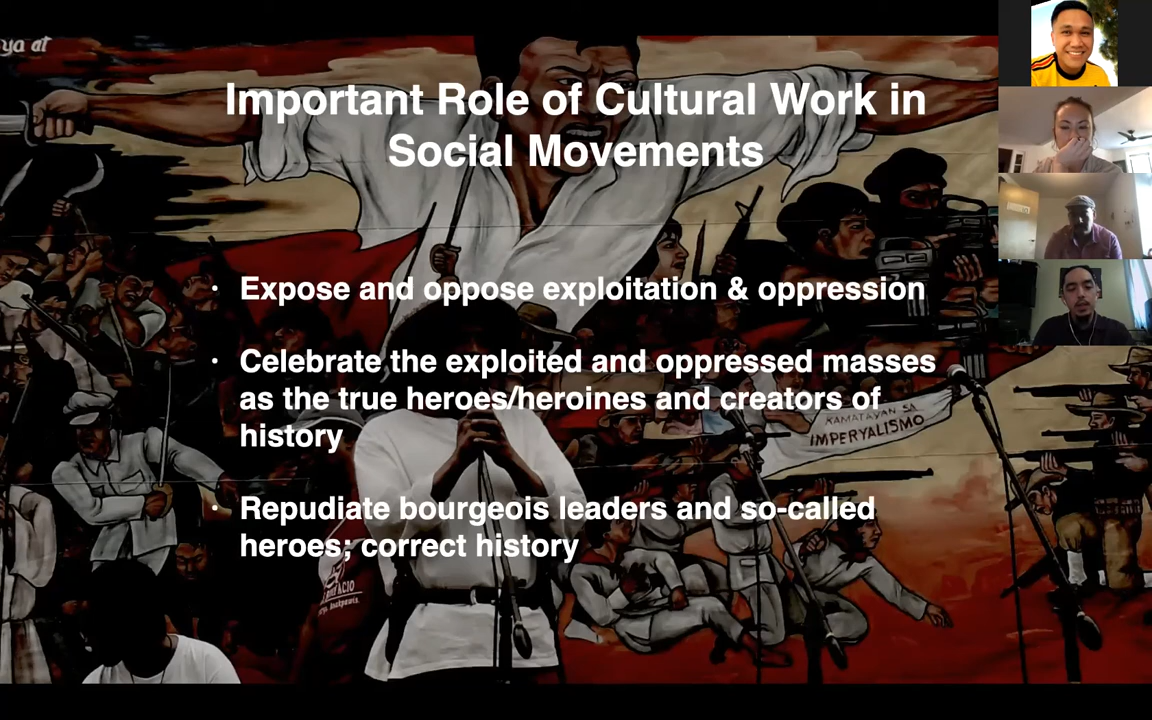 ya at
Important Role of Cultural Work in
Social Movements
· Expose and oppose exploitation & oppression
· Celebrate the exploited and oppressed masses
as the true heroes/heroines and creators of
history
KAMATAYAN SA
IMPERYALISMO
· Repudiate bourgeois leaders and so-called
heroes; correct history